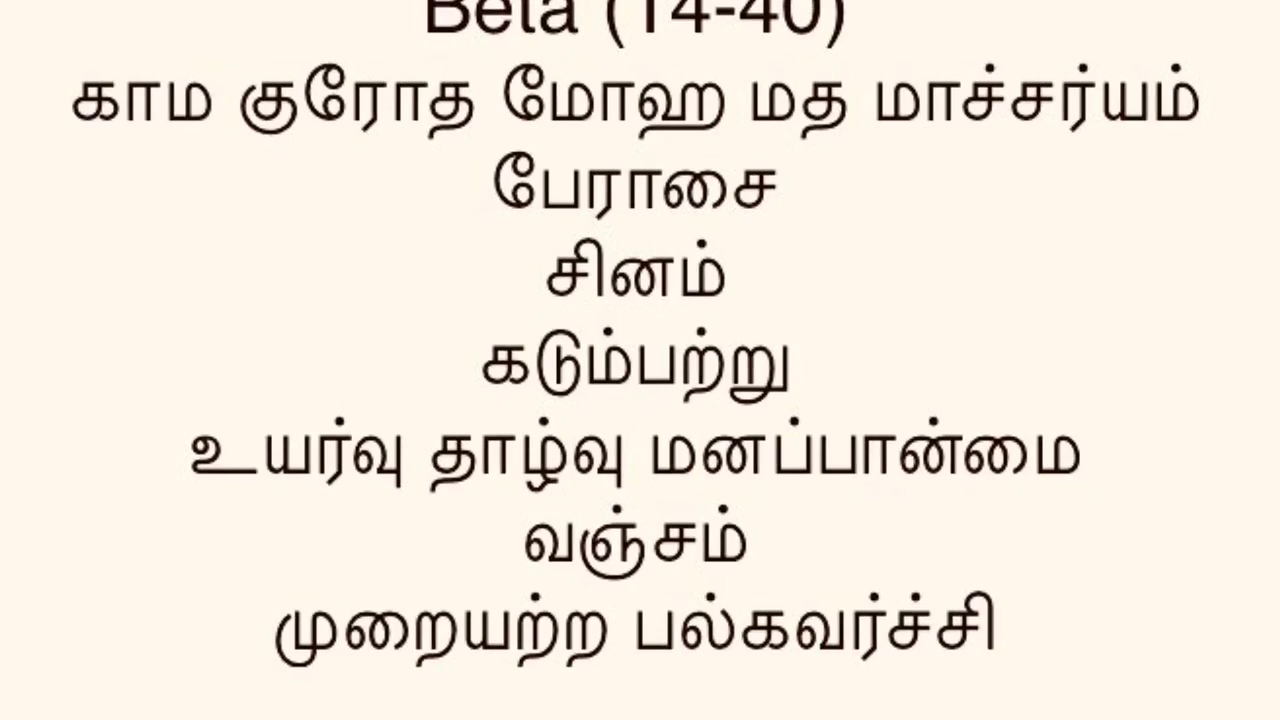 Beta (14-40)
காம குரோத மோஹ மத மாச்சர்யம்
பேராசை
சினம்
கடும்பற்று
உயர்வு தாழ்வு மனப்பான்மை
வஞ்சம்
முறையற்ற பல்கவர்ச்சி